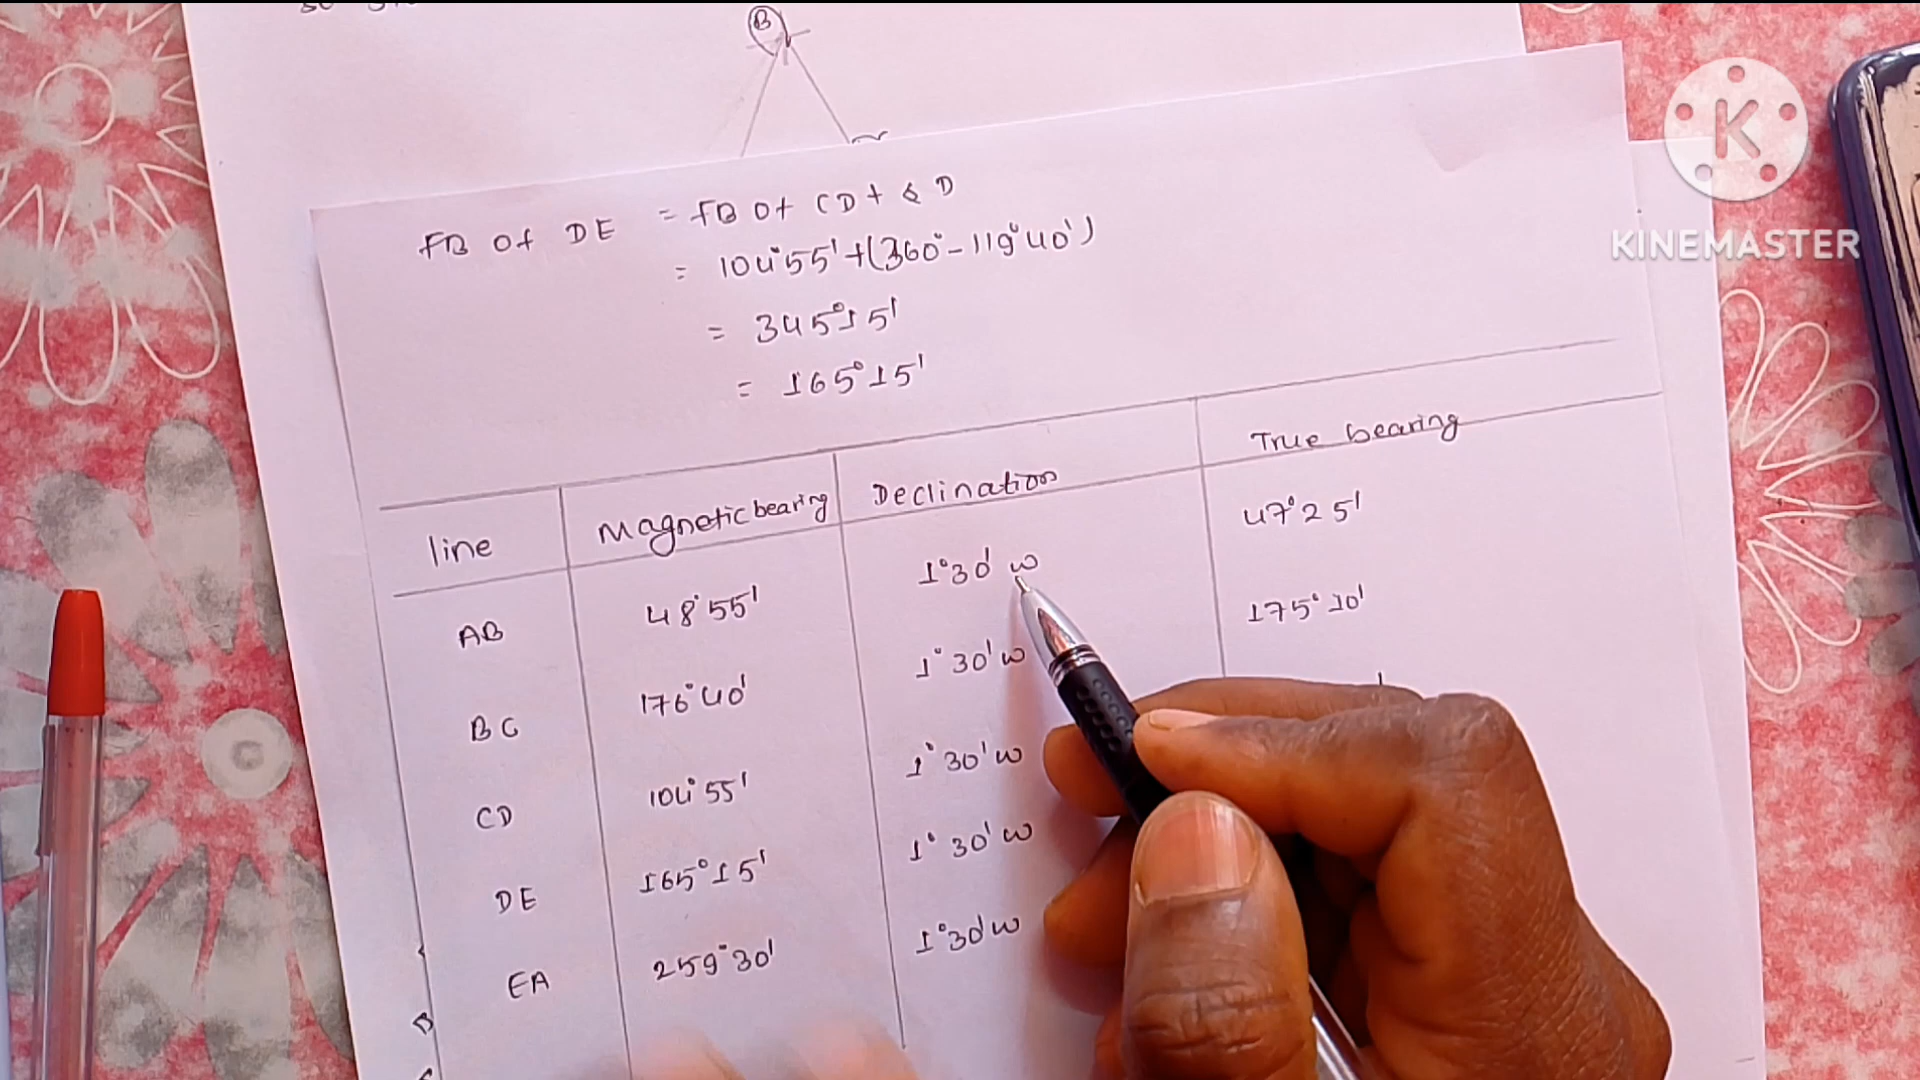 B
K
KINEMASTER
FB Of DE = FB Of CD + ∠ D
= 104°55' + (360° - 119°40')
= 345°15'
= 165°15'
line Magnetic bearing Declination True bearing
AB 48°55' 1°30' W 47°25'
BC 176°40' 1°30' W 175°10'
CD 104°55' 1°30' W
DE 165°15' 1°30' W
EA 259°30' 1°30' W